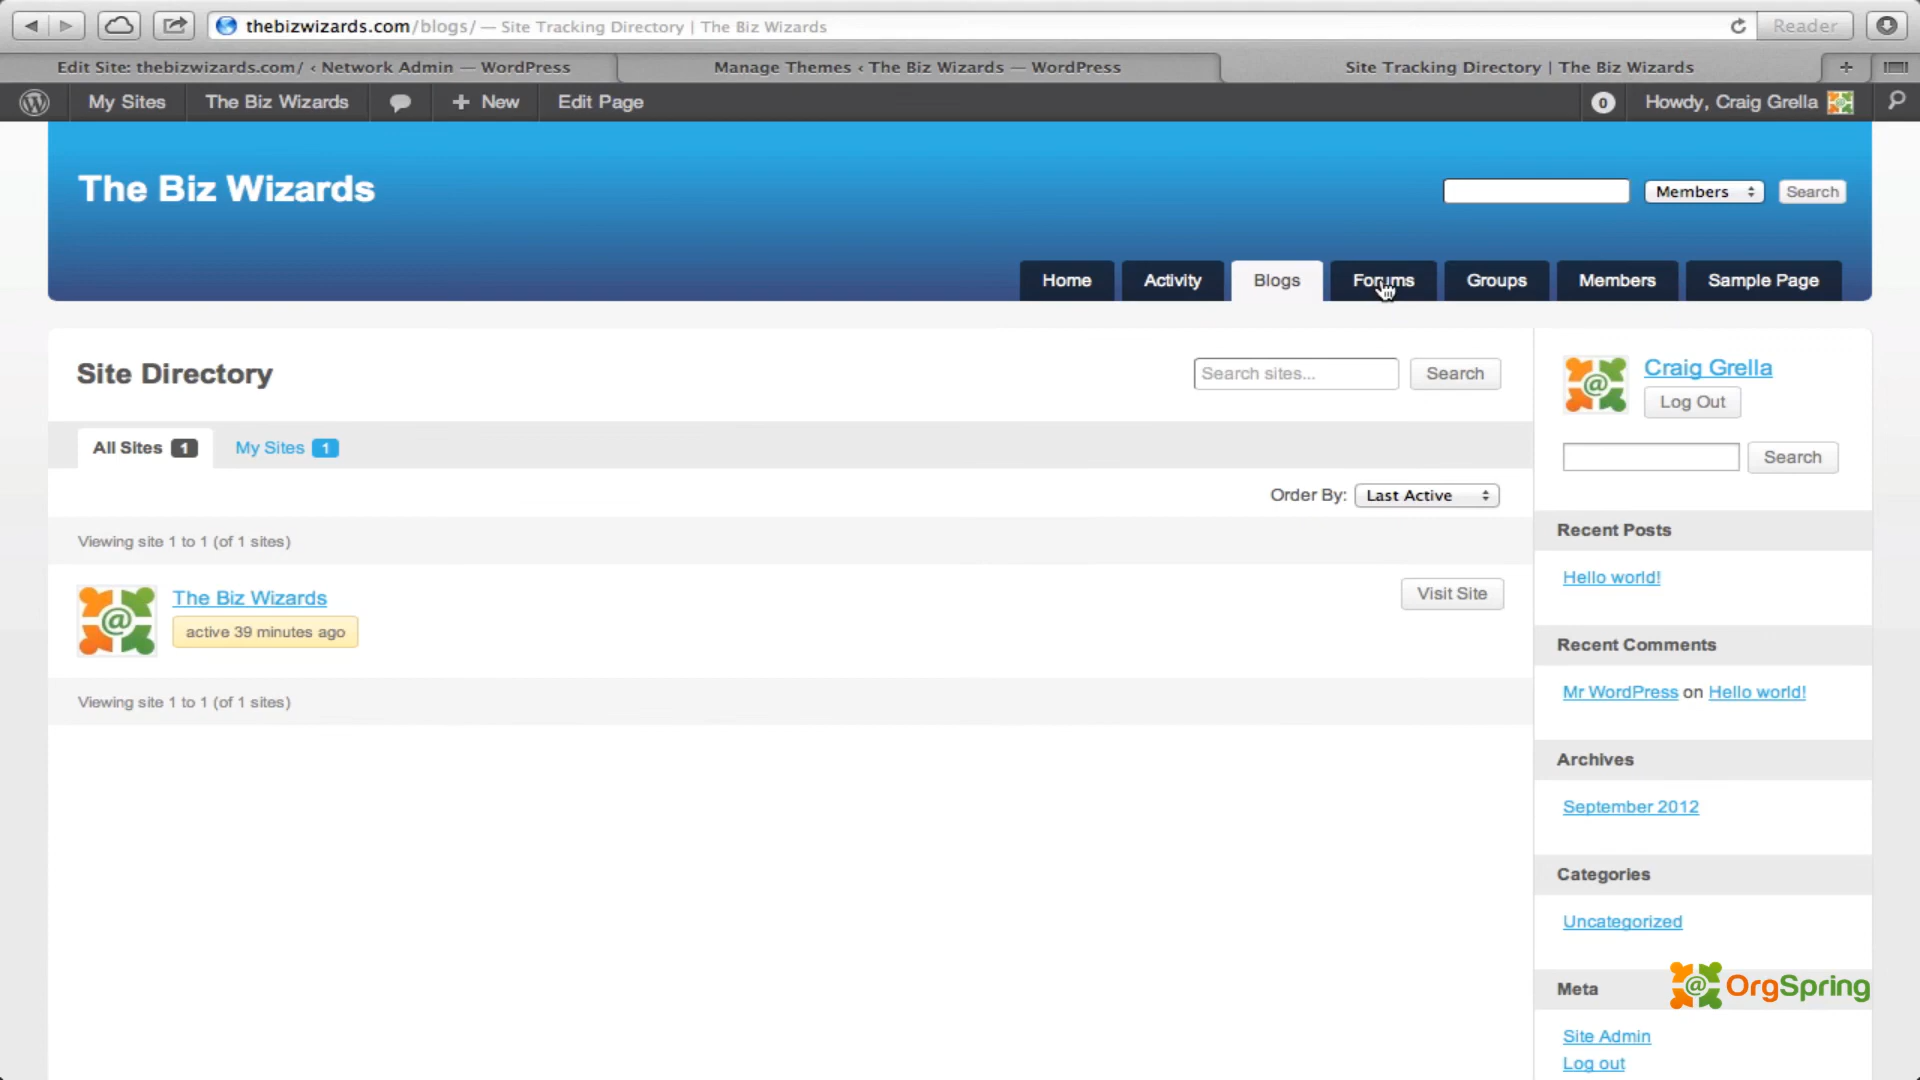 thebizwizards.com/blogs/ — Site Tracking Directory | The Biz Wizards
Reader
Edit Site: thebizwizards.com/ ‹ Network Admin — WordPress
Manage Themes ‹ The Biz Wizards — WordPress
Site Tracking Directory | The Biz Wizards
My Sites
The Biz Wizards
+ New
Edit Page
0
Howdy, Craig Grella
The Biz Wizards
Members
Search
Home
Activity
Blogs
Forums
Groups
Members
Sample Page
Site Directory
Search sites...
Search
All Sites 1
My Sites 1
Order By: Last Active
Viewing site 1 to 1 (of 1 sites)
@
The Biz Wizards
active 39 minutes ago
Visit Site
Viewing site 1 to 1 (of 1 sites)
@
Craig Grella
Log Out
Search
Recent Posts
Hello world!
Recent Comments
Mr WordPress on Hello world!
Archives
September 2012
Categories
Uncategorized
Meta
@ OrgSpring
Site Admin
Log out